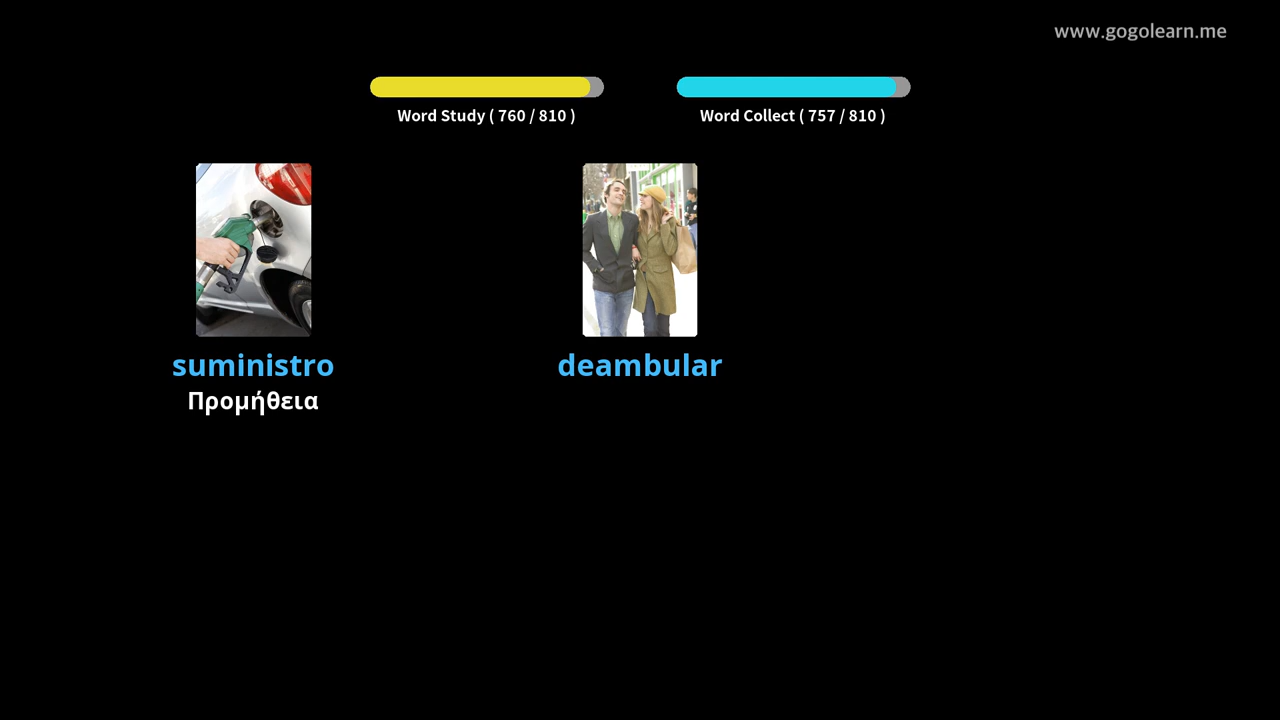 www.gogolearn.me
Word Study ( 760 / 810 )
Word Collect ( 757 / 810 )
suministro
Προμήθεια
deambular